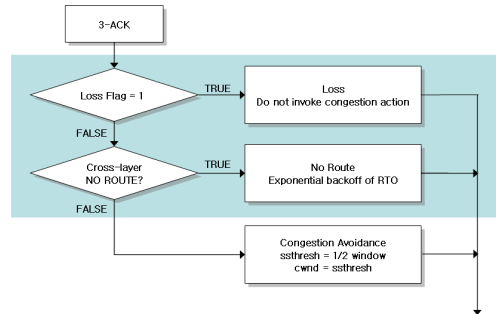 3-ACK
Loss Flag = 1
TRUE
Loss
Do not invoke congestion action
FALSE
Cross-layer
NO ROUTE?
TRUE
No Route
Exponential backoff of RTO
FALSE
Congestion Avoidance
ssthresh = 1/2 window
cwnd = ssthresh